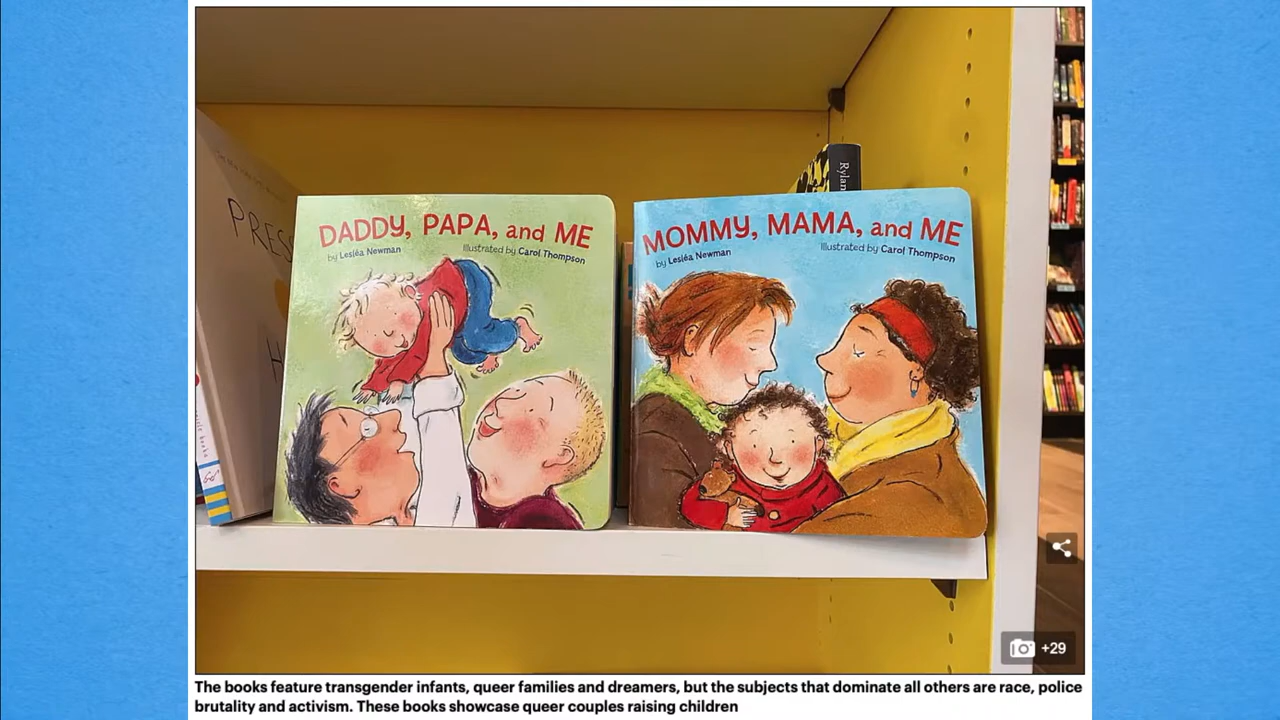 PRESS
H
Rylan
DADDY, PAPA, and ME
by Lesléa Newman
Illustrated by Carol Thompson
MOMMY, MAMA, and ME
by Lesléa Newman
Illustrated by Carol Thompson
+29
The books feature transgender infants, queer families and dreamers, but the subjects that dominate all others are race, police
brutality and activism. These books showcase queer couples raising children